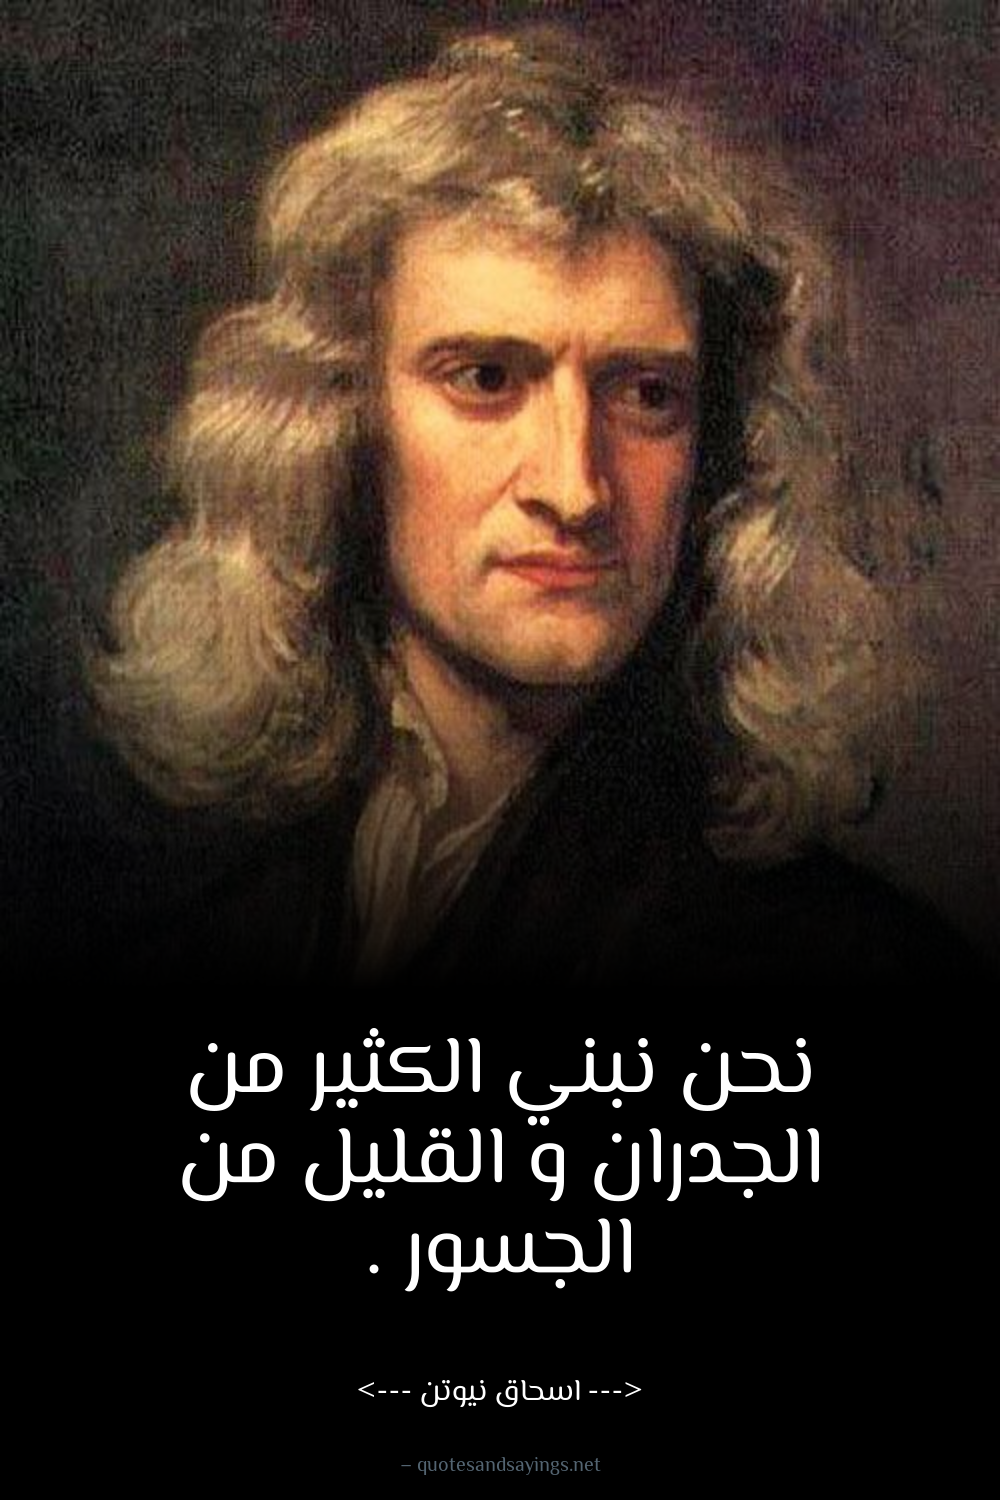 نحن نبني الكثير من
الجدران و القليل من
الجسور .
<--- اسحاق نيوتن --->
– quotesandsayings.net